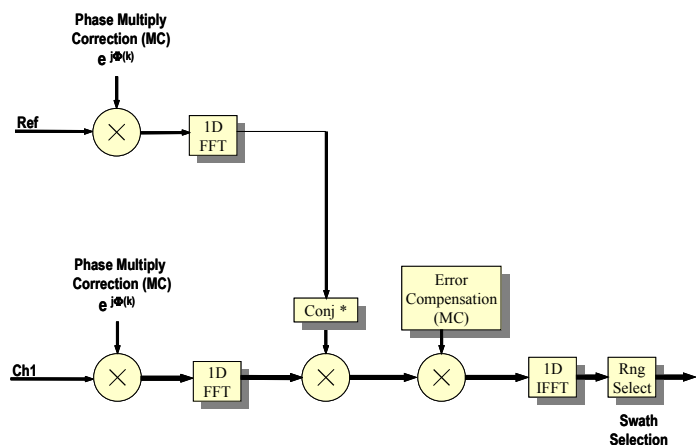 Phase Multiply
Correction (MC)
e jΦ(k)
Ref
1D
FFT
Phase Multiply
Correction (MC)
e jΦ(k)
Conj *
Error
Compensation
(MC)
Ch1
1D
FFT
1D
IFFT
Rng
Select
Swath
Selection